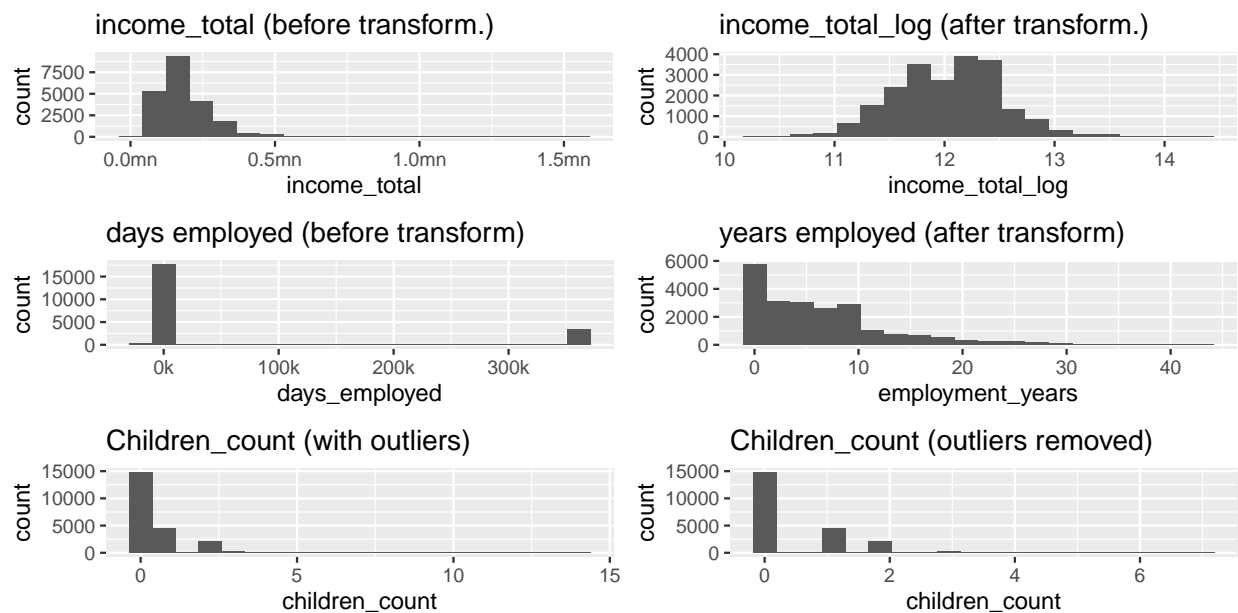 income_total (before transform.)
7500
5000
2500
0
count
0.0mn 0.5mn 1.0mn 1.5mn
income_total
income_total_log (after transform.)
4000
3000
2000
1000
0
count
10 11 12 13 14
income_total_log
days employed (before transform)
15000
10000
5000
0
count
0k 100k 200k 300k
days_employed
years employed (after transform)
6000
4000
2000
0
count
0 10 20 30 40
employment_years
Children_count (with outliers)
15000
10000
5000
0
count
0 5 10 15
children_count
Children_count (outliers removed)
15000
10000
5000
0
count
0 2 4 6
children_count